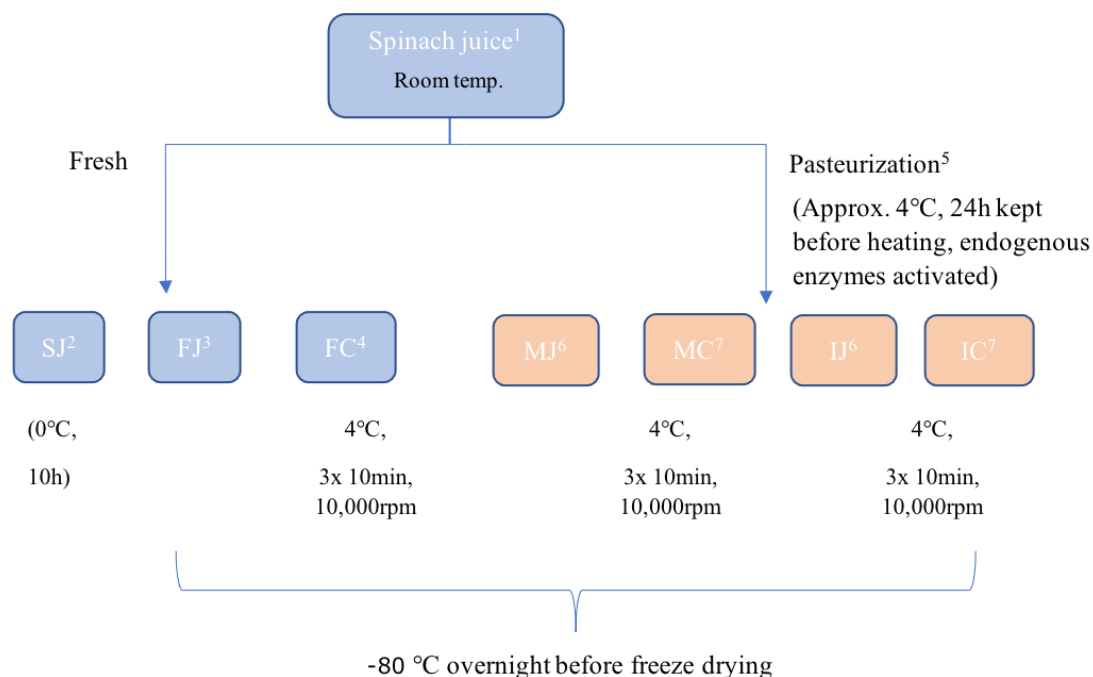 Spinach juice¹
Room temp.
Fresh
Pasteurization⁵
(Approx. 4°C, 24h kept
before heating, endogenous
enzymes activated)
SJ²
FJ³
FC⁴
MJ⁶
MC⁷
IJ⁶
IC⁷
(0°C,
10h)
4°C,
3x 10min,
10,000rpm
4°C,
3x 10min,
10,000rpm
4°C,
3x 10min,
10,000rpm
-80 °C overnight before freeze drying